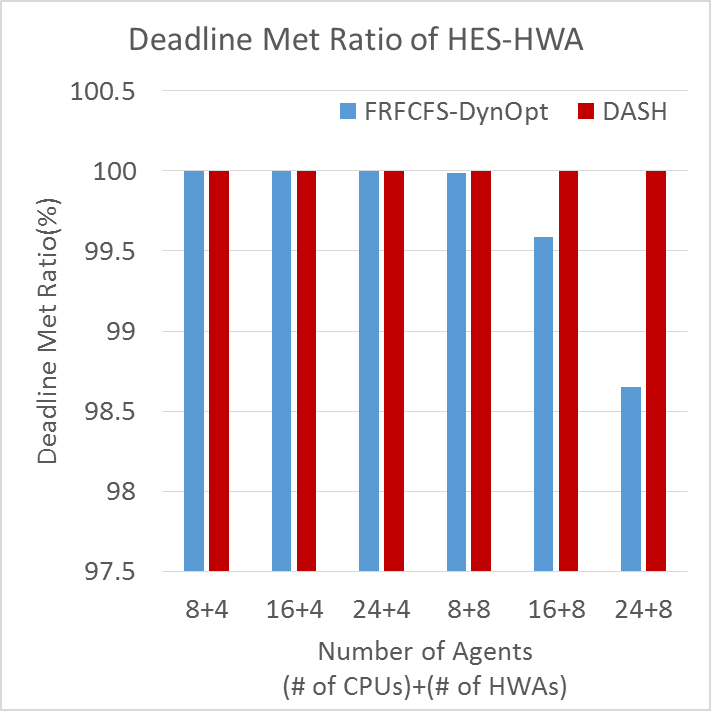 Deadline Met Ratio of HES-HWA
100.5
FRFCFS-DynOpt DASH
100
99.5
99
98.5
98
97.5
Deadline Met Ratio(%)
8+4 16+4 24+4 8+8 16+8 24+8
Number of Agents
(# of CPUs)+(# of HWAs)